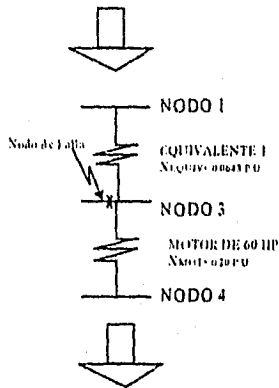 NODO 1
Nodo de Falla
EQUIVALENTE 1
NODO 3
MOTOR DE 60 HP
NODO 4